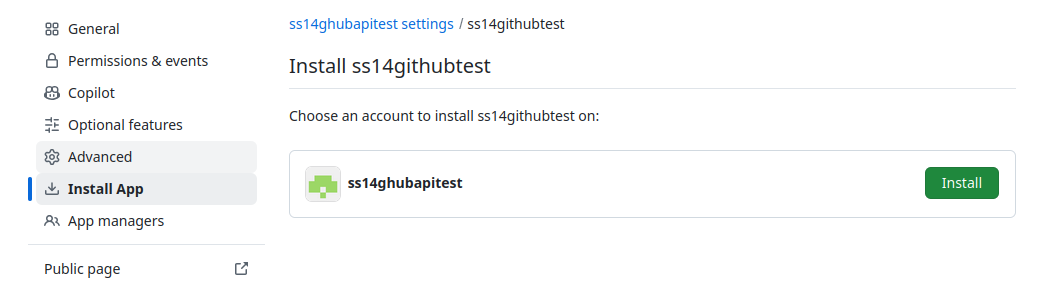 General
Permissions & events
Copilot
Optional features
Advanced
Install App
App managers
Public page
ss14ghubapitest settings / ss14githubtest
Install ss14githubtest
Choose an account to install ss14githubtest on:
ss14ghubapitest
Install